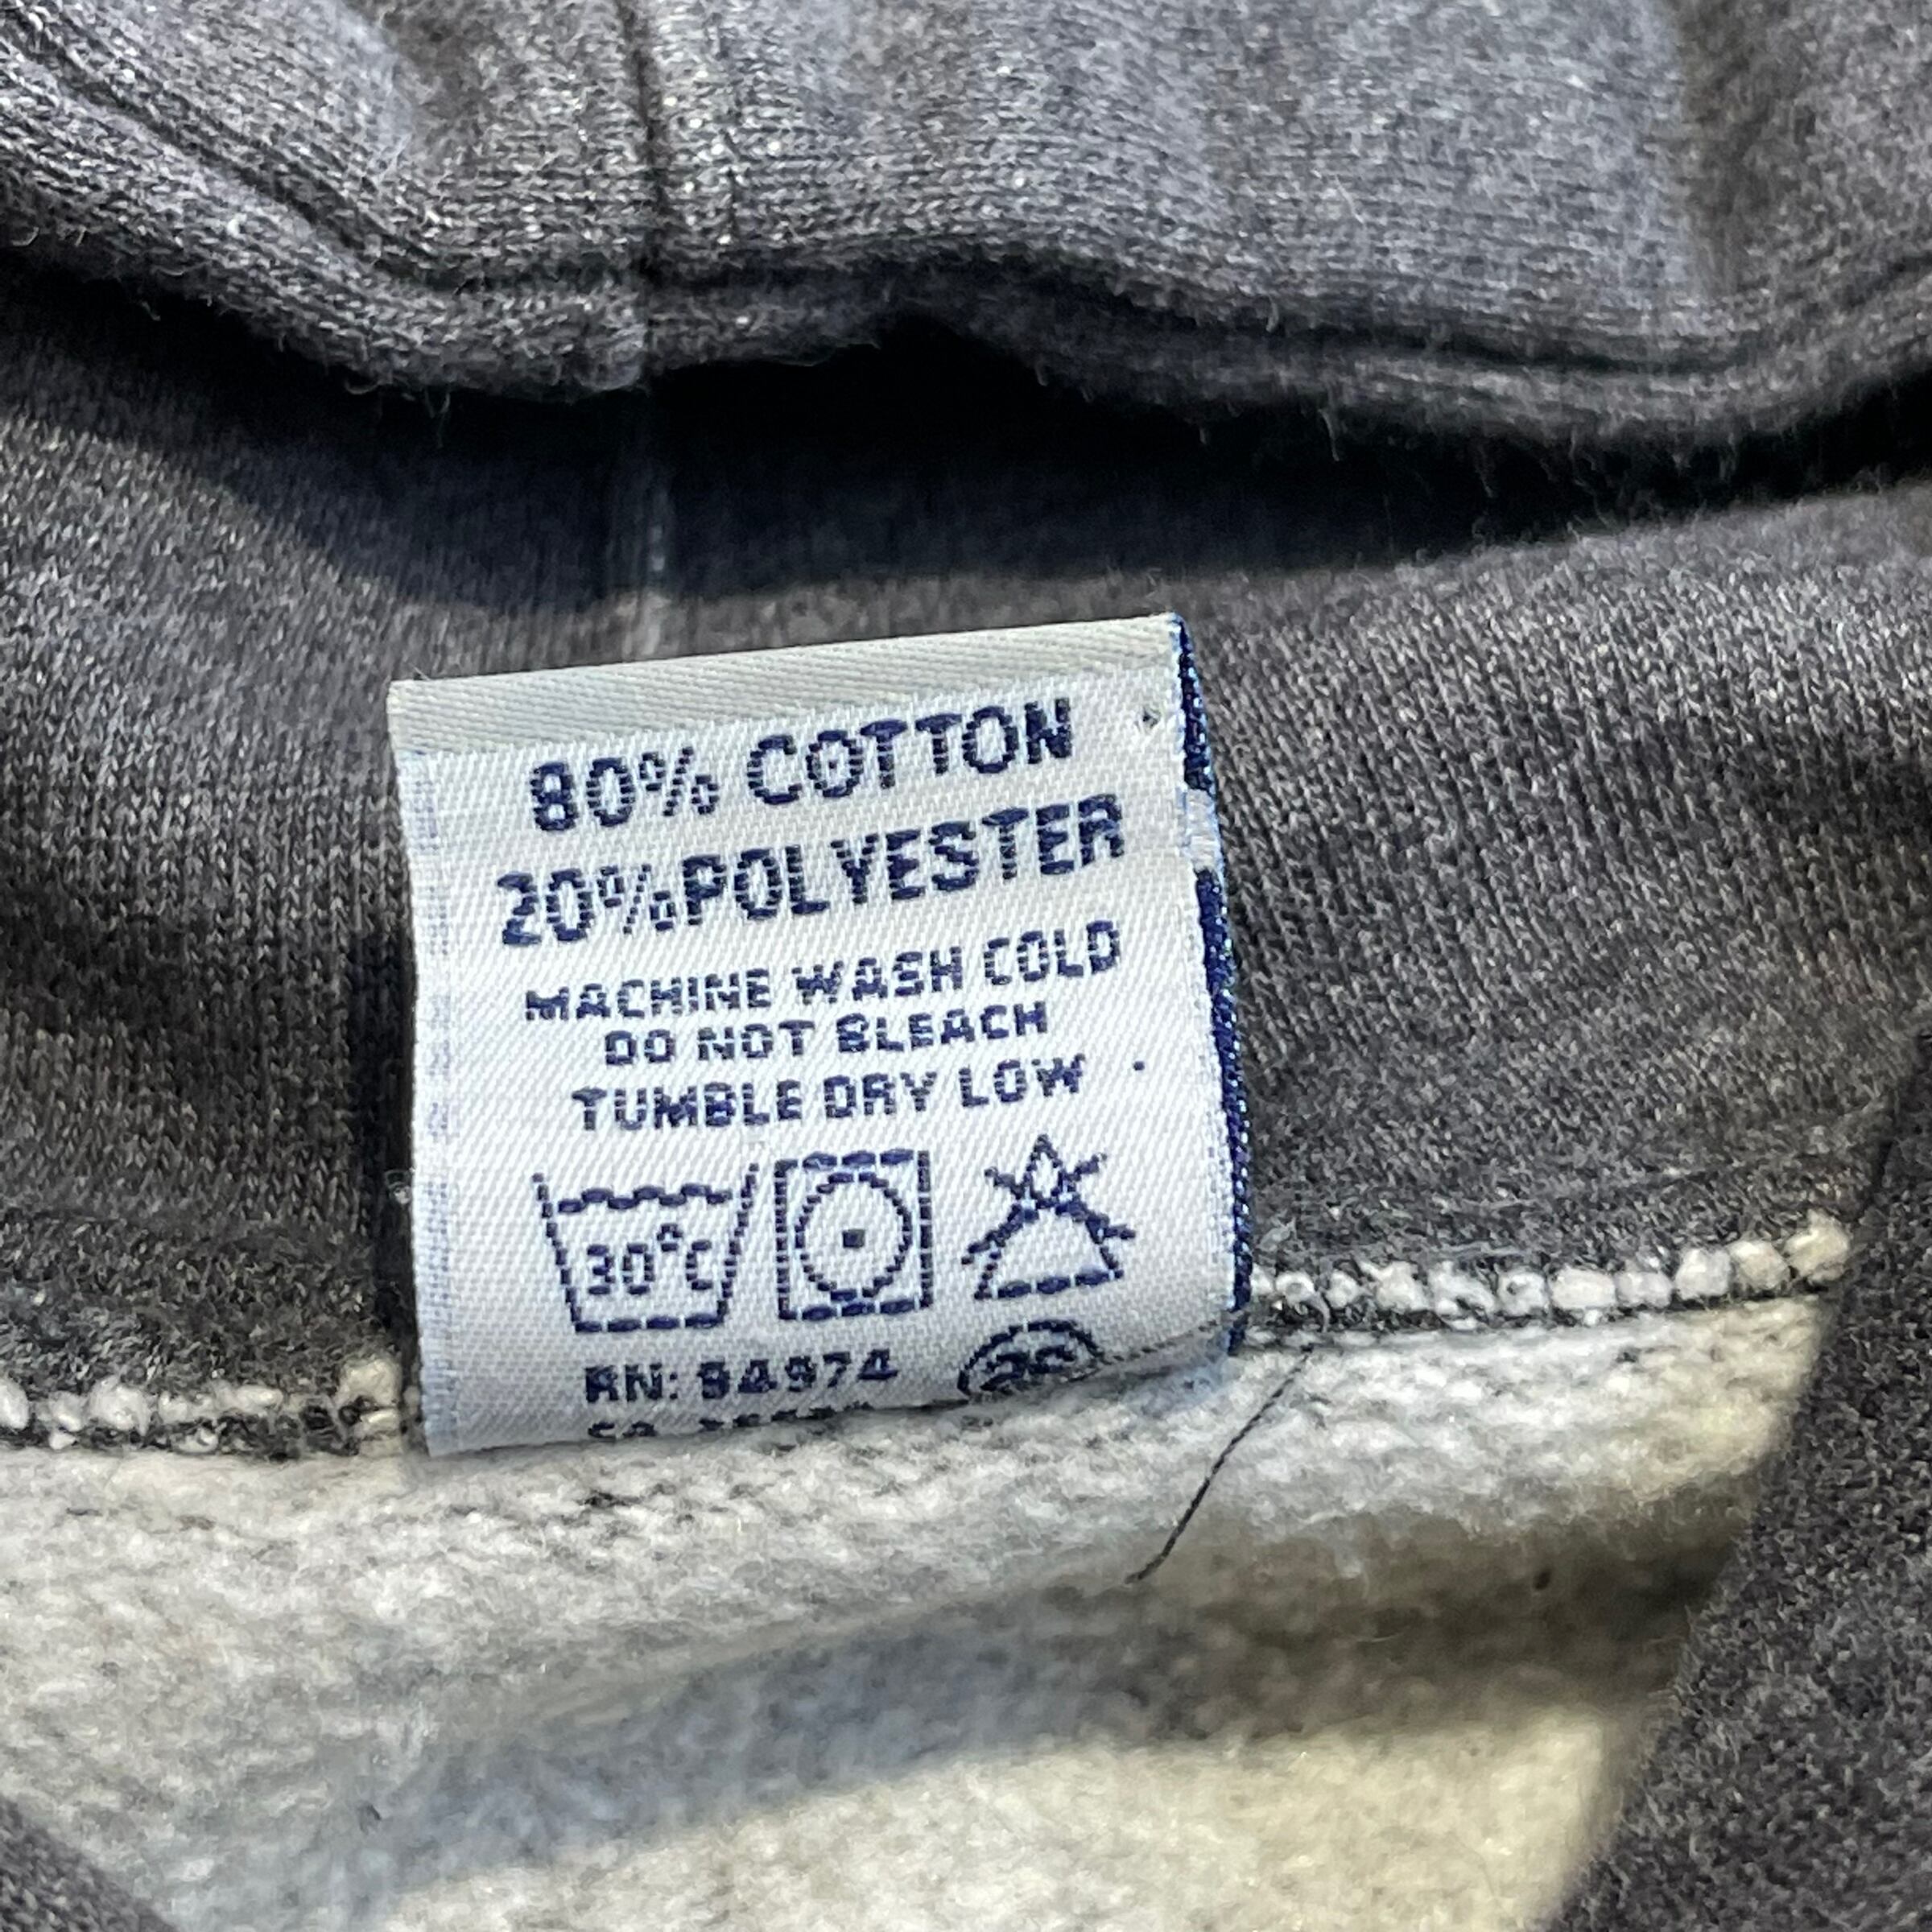 80% COTTON
20%POLYESTER
MACHINE WASH COLD
DO NOT BLEACH
TUMBLE DRY LOW
30°C
RN: 94974